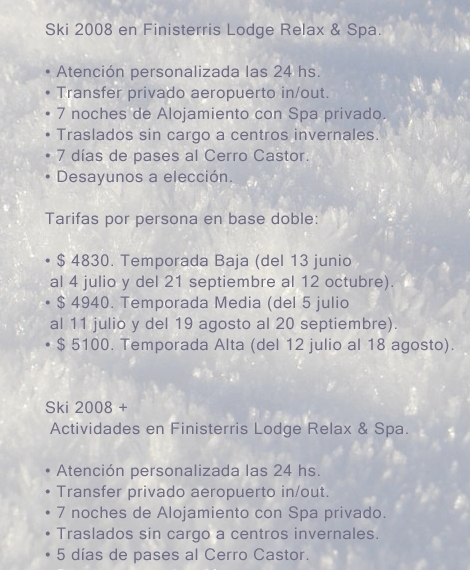 Ski 2008 en Finisterris Lodge Relax & Spa.
• Atención personalizada las 24 hs.
• Transfer privado aeropuerto in/out.
• 7 noches de Alojamiento con Spa privado.
• Traslados sin cargo a centros invernales.
• 7 días de pases al Cerro Castor.
• Desayunos a elección.
Tarifas por persona en base doble:
• $ 4830. Temporada Baja (del 13 junio
al 4 julio y del 21 septiembre al 12 octubre).
• $ 4940. Temporada Media (del 5 julio
al 11 julio y del 19 agosto al 20 septiembre).
• $ 5100. Temporada Alta (del 12 julio al 18 agosto).
Ski 2008 +
Actividades en Finisterris Lodge Relax & Spa.
• Atención personalizada las 24 hs.
• Transfer privado aeropuerto in/out.
• 7 noches de Alojamiento con Spa privado.
• Traslados sin cargo a centros invernales.
• 5 días de pases al Cerro Castor.